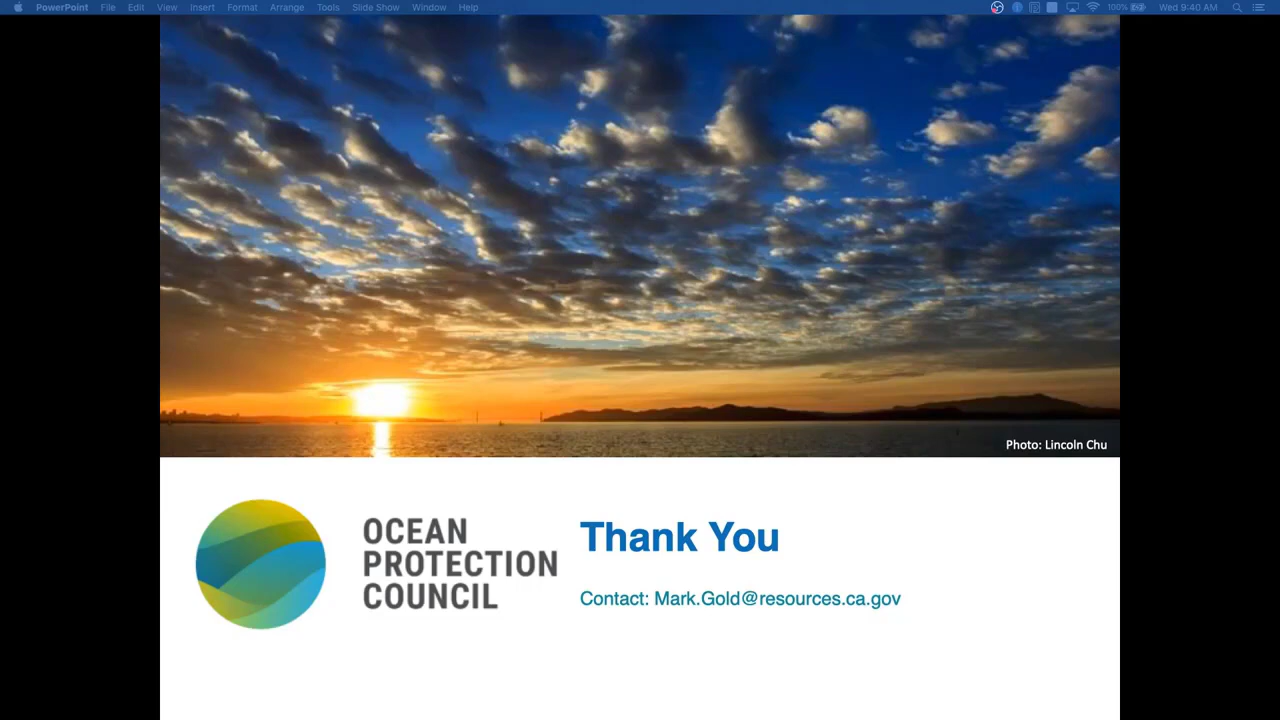 PowerPoint File Edit View Insert Format Arrange Tools Slide Show Window Help 100% Wed 9:40 AM
Photo: Lincoln Chu
OCEAN
PROTECTION
COUNCIL
Thank You
Contact: Mark.Gold@resources.ca.gov